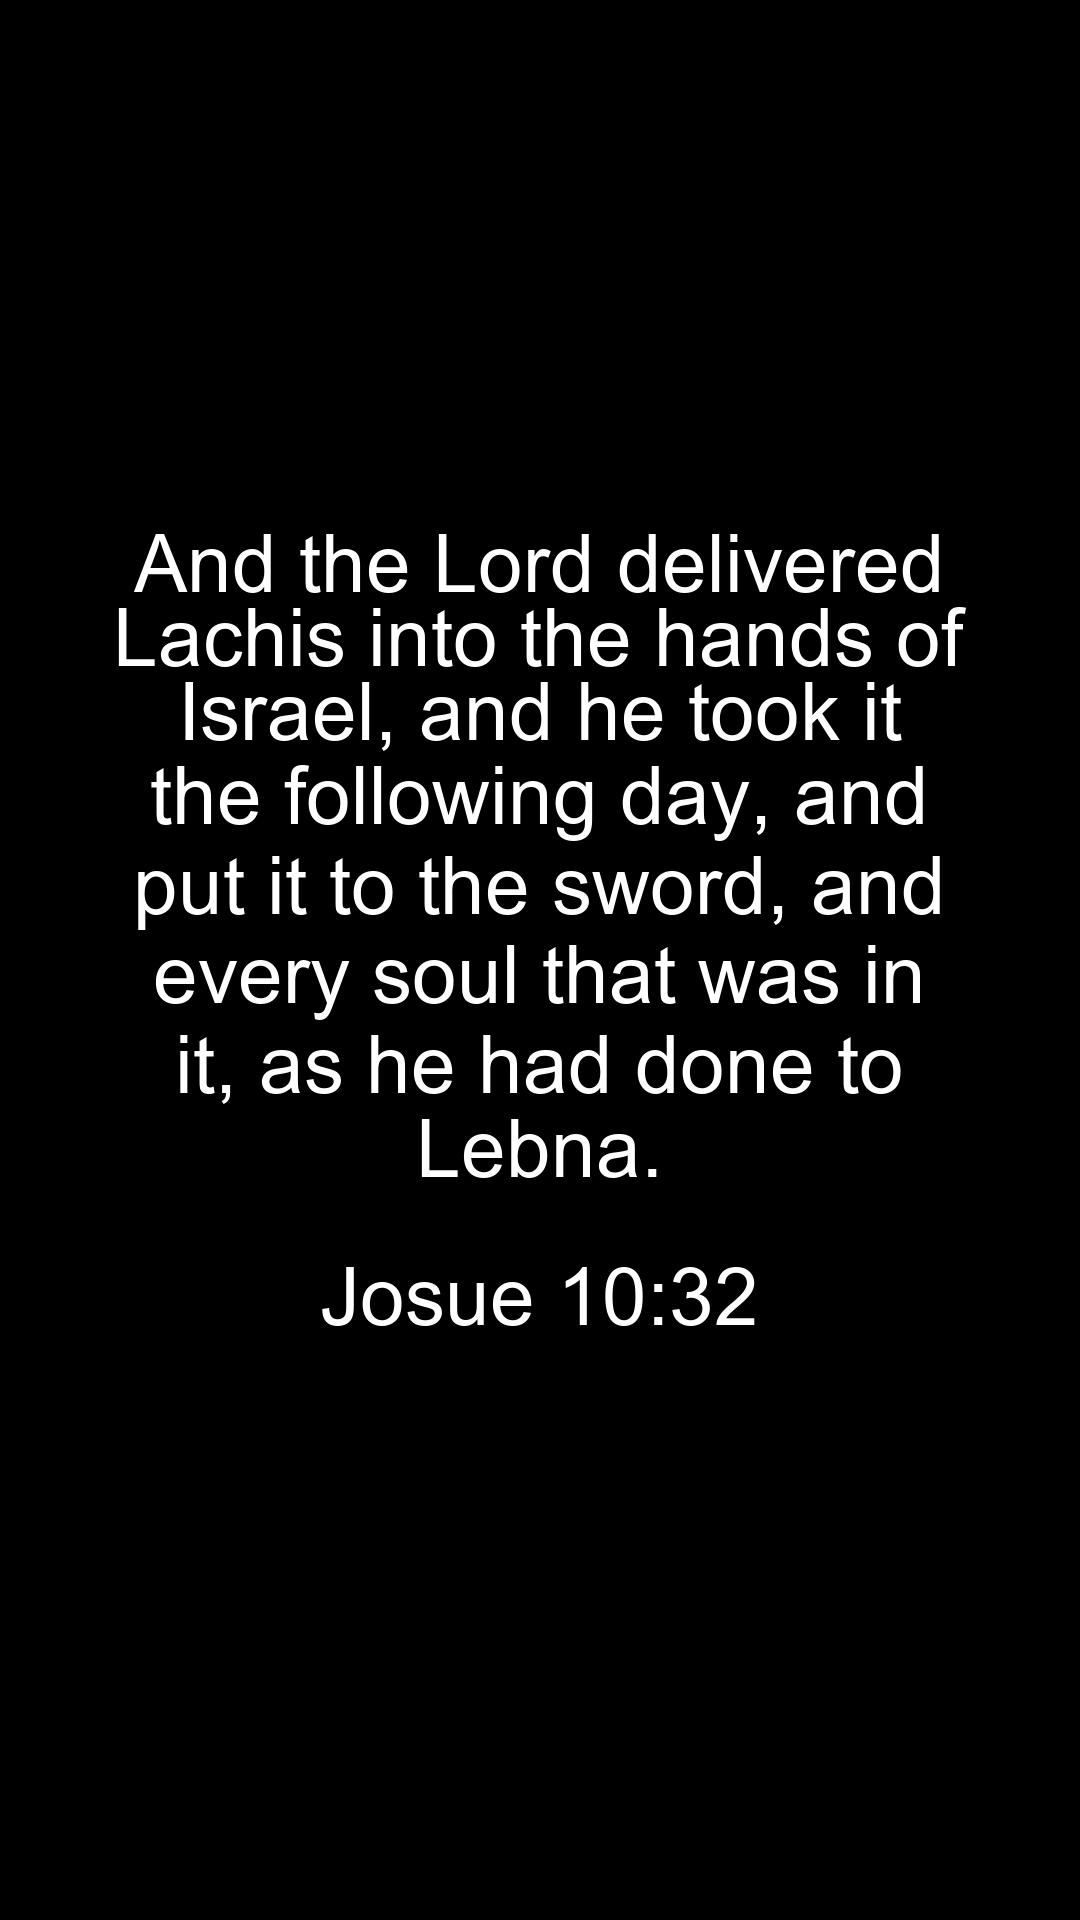 And the Lord delivered
Lachis into the hands of
Israel, and he took it
the following day, and
put it to the sword, and
every soul that was in
it, as he had done to
Lebna.
Josue 10:32